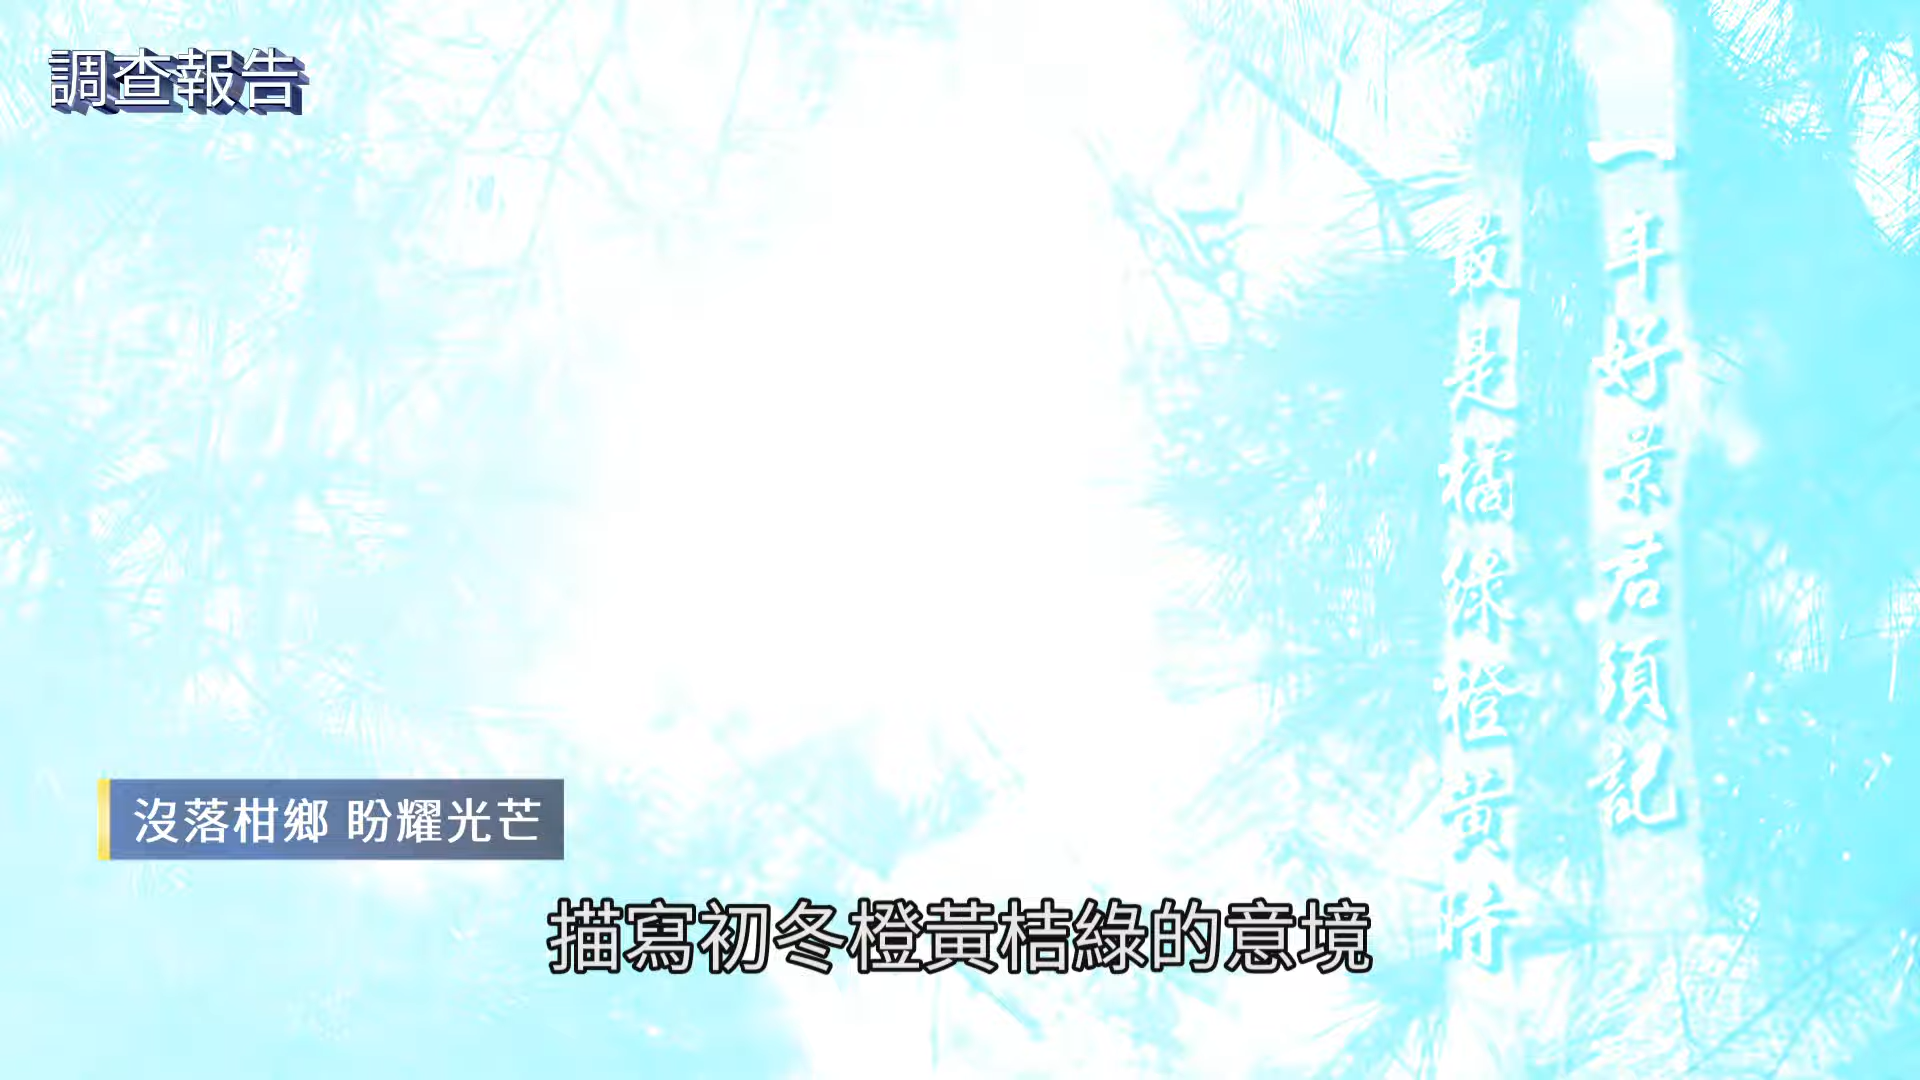 調查報告
一年好景君須記
最是橘綠橙黃時
沒落柑鄉 盼耀光芒
描寫初冬橙黃桔綠的意境